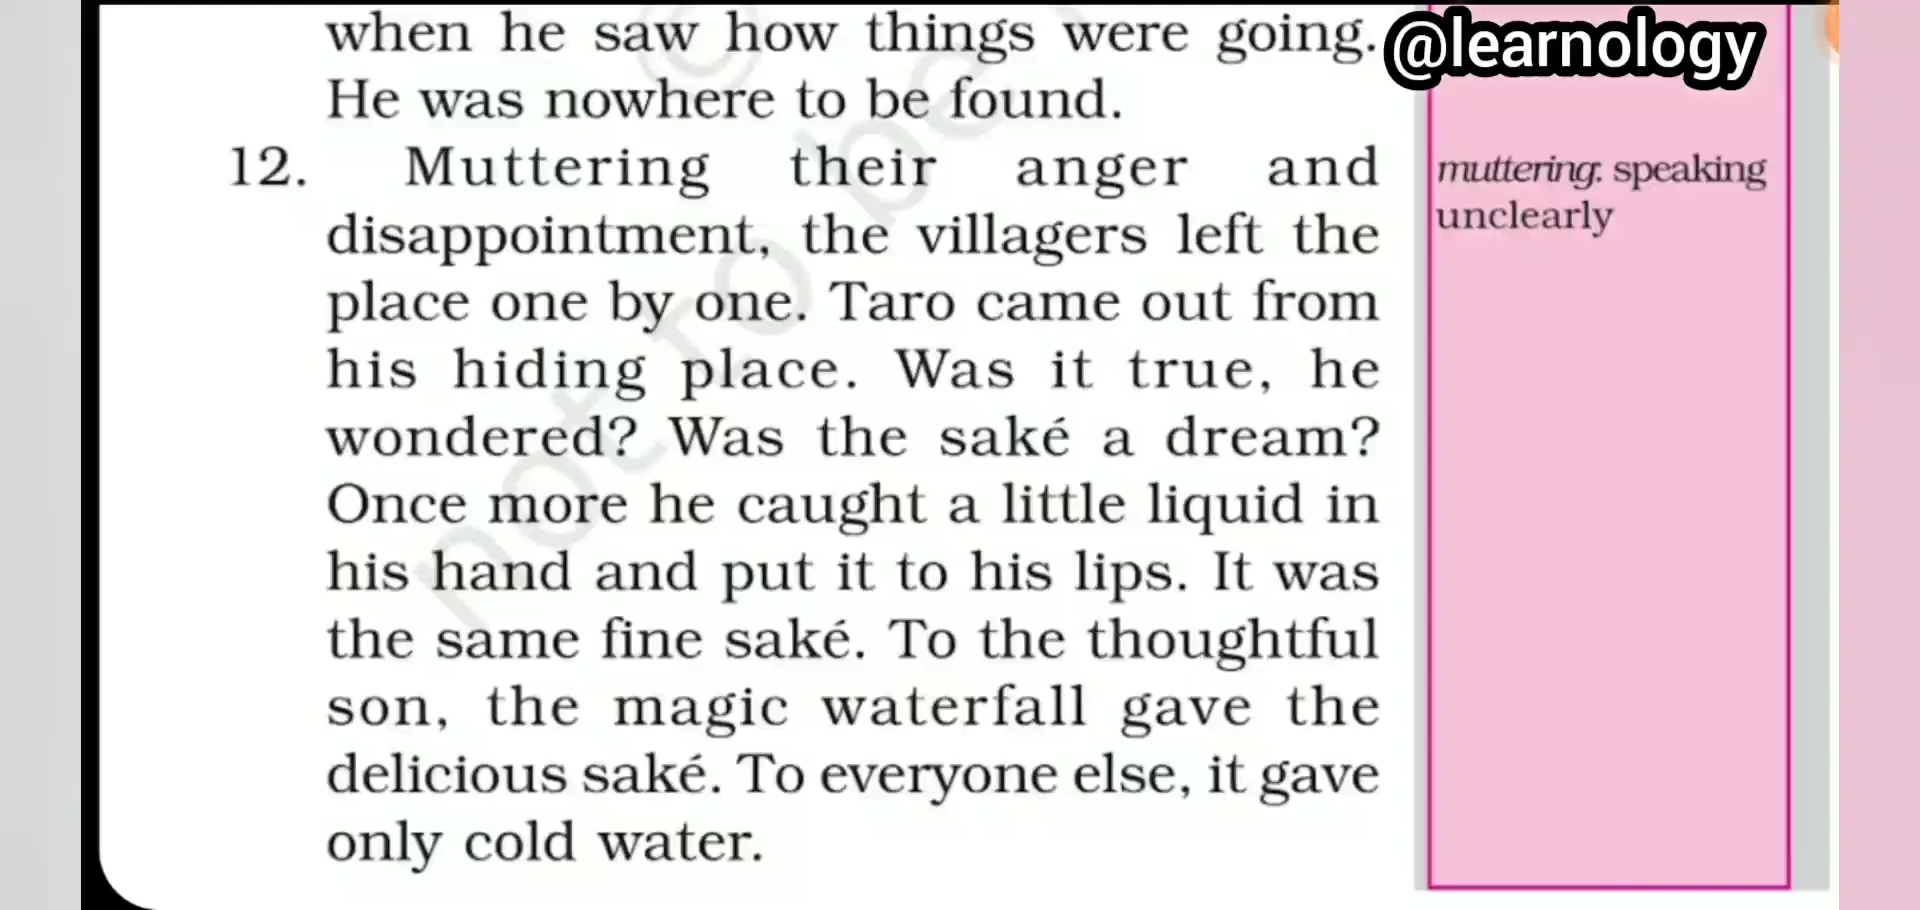 when he saw how things were going.
@learnology
He was nowhere to be found.
12. Muttering their anger and
disappointment, the villagers left the
place one by one. Taro came out from
his hiding place. Was it true, he
wondered? Was the saké a dream?
Once more he caught a little liquid in
his hand and put it to his lips. It was
the same fine saké. To the thoughtful
son, the magic waterfall gave the
delicious saké. To everyone else, it gave
only cold water.
muttering: speaking
unclearly
©
not to be